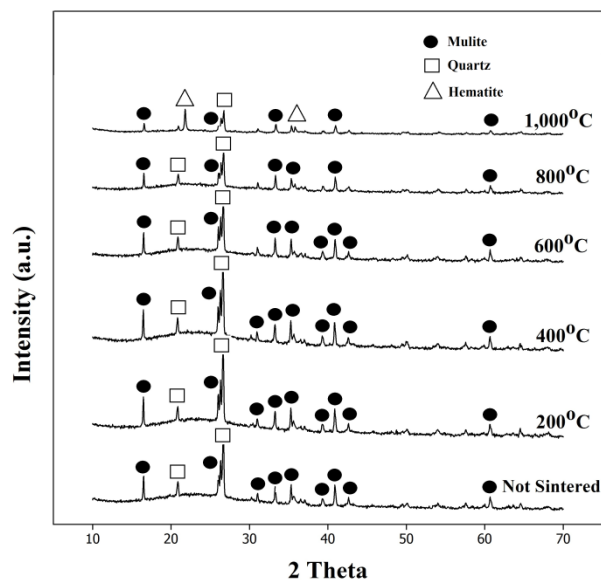 Mulite
Quartz
Hematite
1,000°C
800°C
600°C
400°C
200°C
Not Sintered
Intensity (a.u.)
10 20 30 40 50 60 70
2 Theta